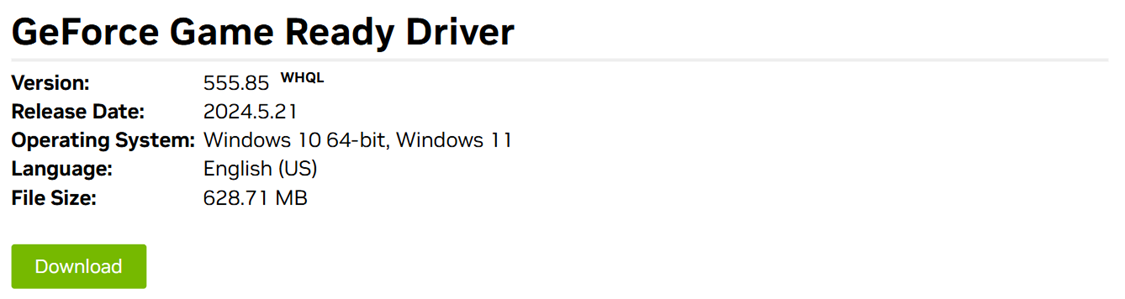 GeForce Game Ready Driver
Version: 555.85 WHQL
Release Date: 2024.5.21
Operating System: Windows 10 64-bit, Windows 11
Language: English (US)
File Size: 628.71 MB
Download